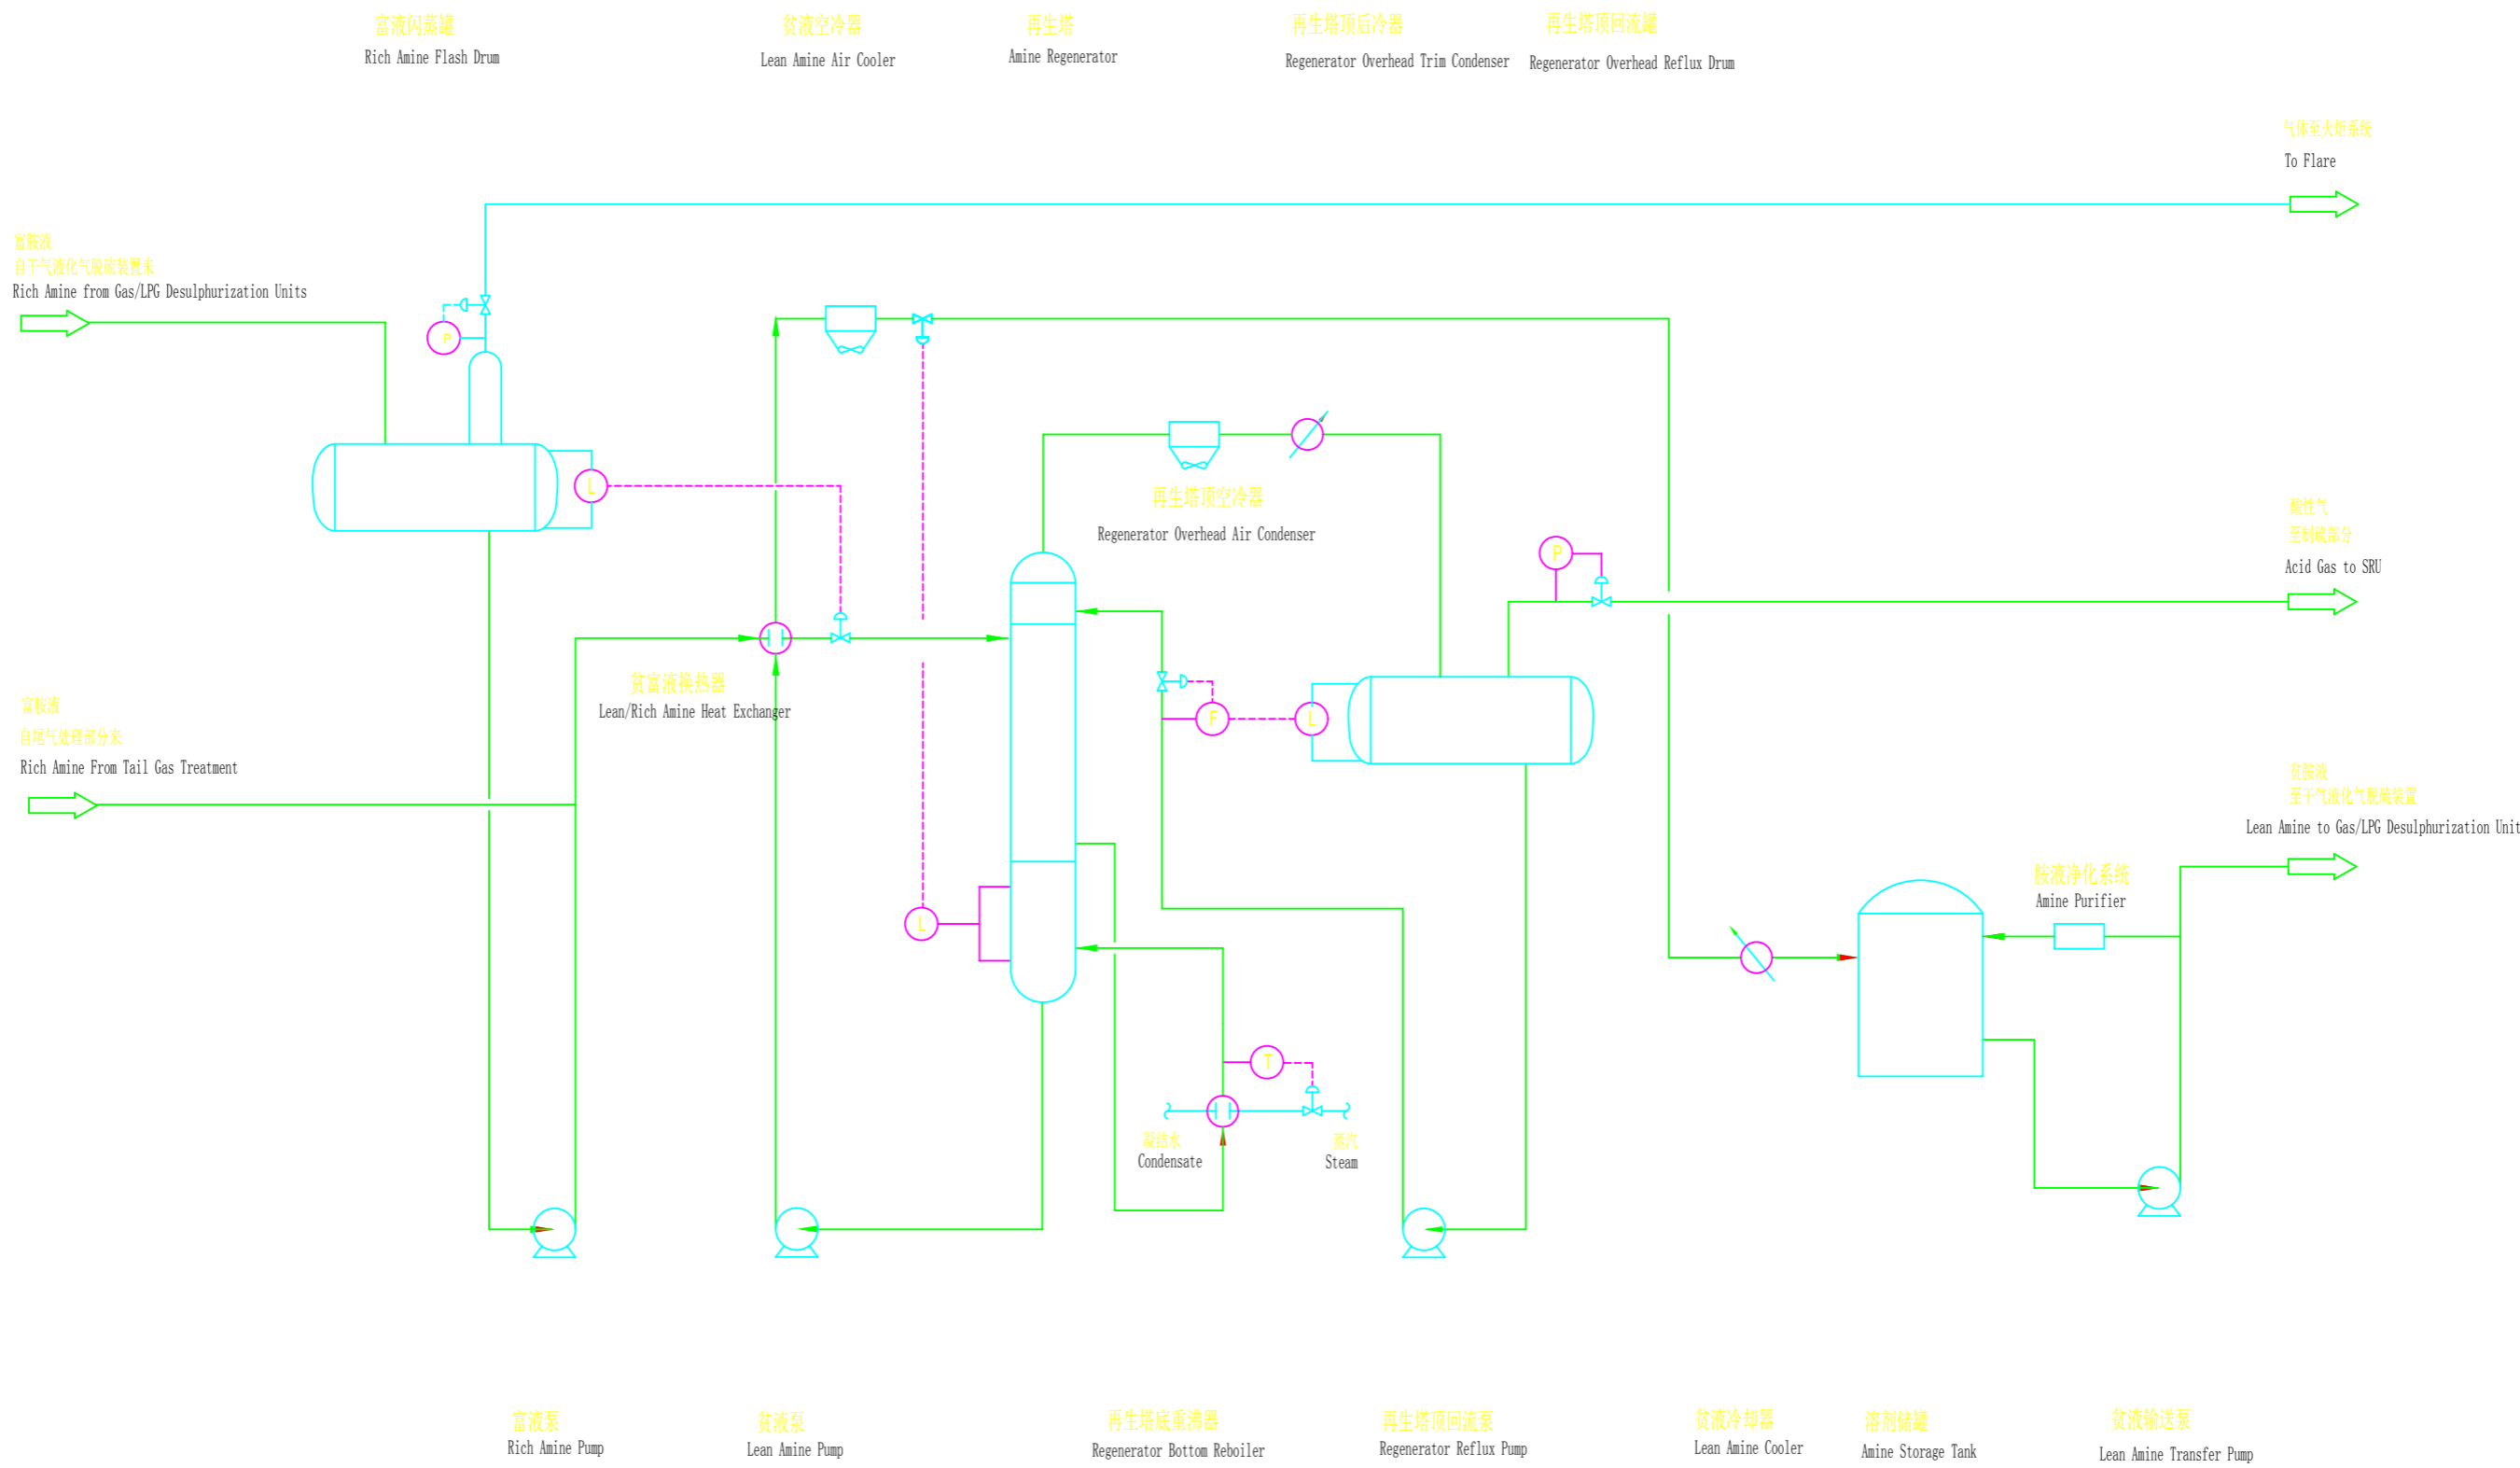 富液闪蒸罐
Rich Amine Flash Drum
贫液空冷器
Lean Amine Air Cooler
再生塔
Amine Regenerator
再生塔顶后冷器
Regenerator Overhead Trim Condenser
再生塔顶回流罐
Regenerator Overhead Reflux Drum
气体至火炬系统
To Flare
富胺液
自干气液化气脱硫装置来
Rich Amine from Gas/LPG Desulphurization Units
P
L
再生塔顶空冷器
Regenerator Overhead Air Condenser
P
酸性气
至制硫部分
Acid Gas to SRU
贫富液换热器
Lean/Rich Amine Heat Exchanger
F
L
富胺液
自尾气处理部分来
Rich Amine From Tail Gas Treatment
贫胺液
至干气液化气脱硫装置
Lean Amine to Gas/LPG Desulphurization Unit
胺液净化系统
Amine Purifier
L
T
凝结水
Condensate
蒸汽
Steam
富液泵
Rich Amine Pump
贫液泵
Lean Amine Pump
再生塔底重沸器
Regenerator Bottom Reboiler
再生塔顶回流泵
Regenerator Reflux Pump
贫液冷却器
Lean Amine Cooler
溶剂储罐
Amine Storage Tank
贫液输送泵
Lean Amine Transfer Pump